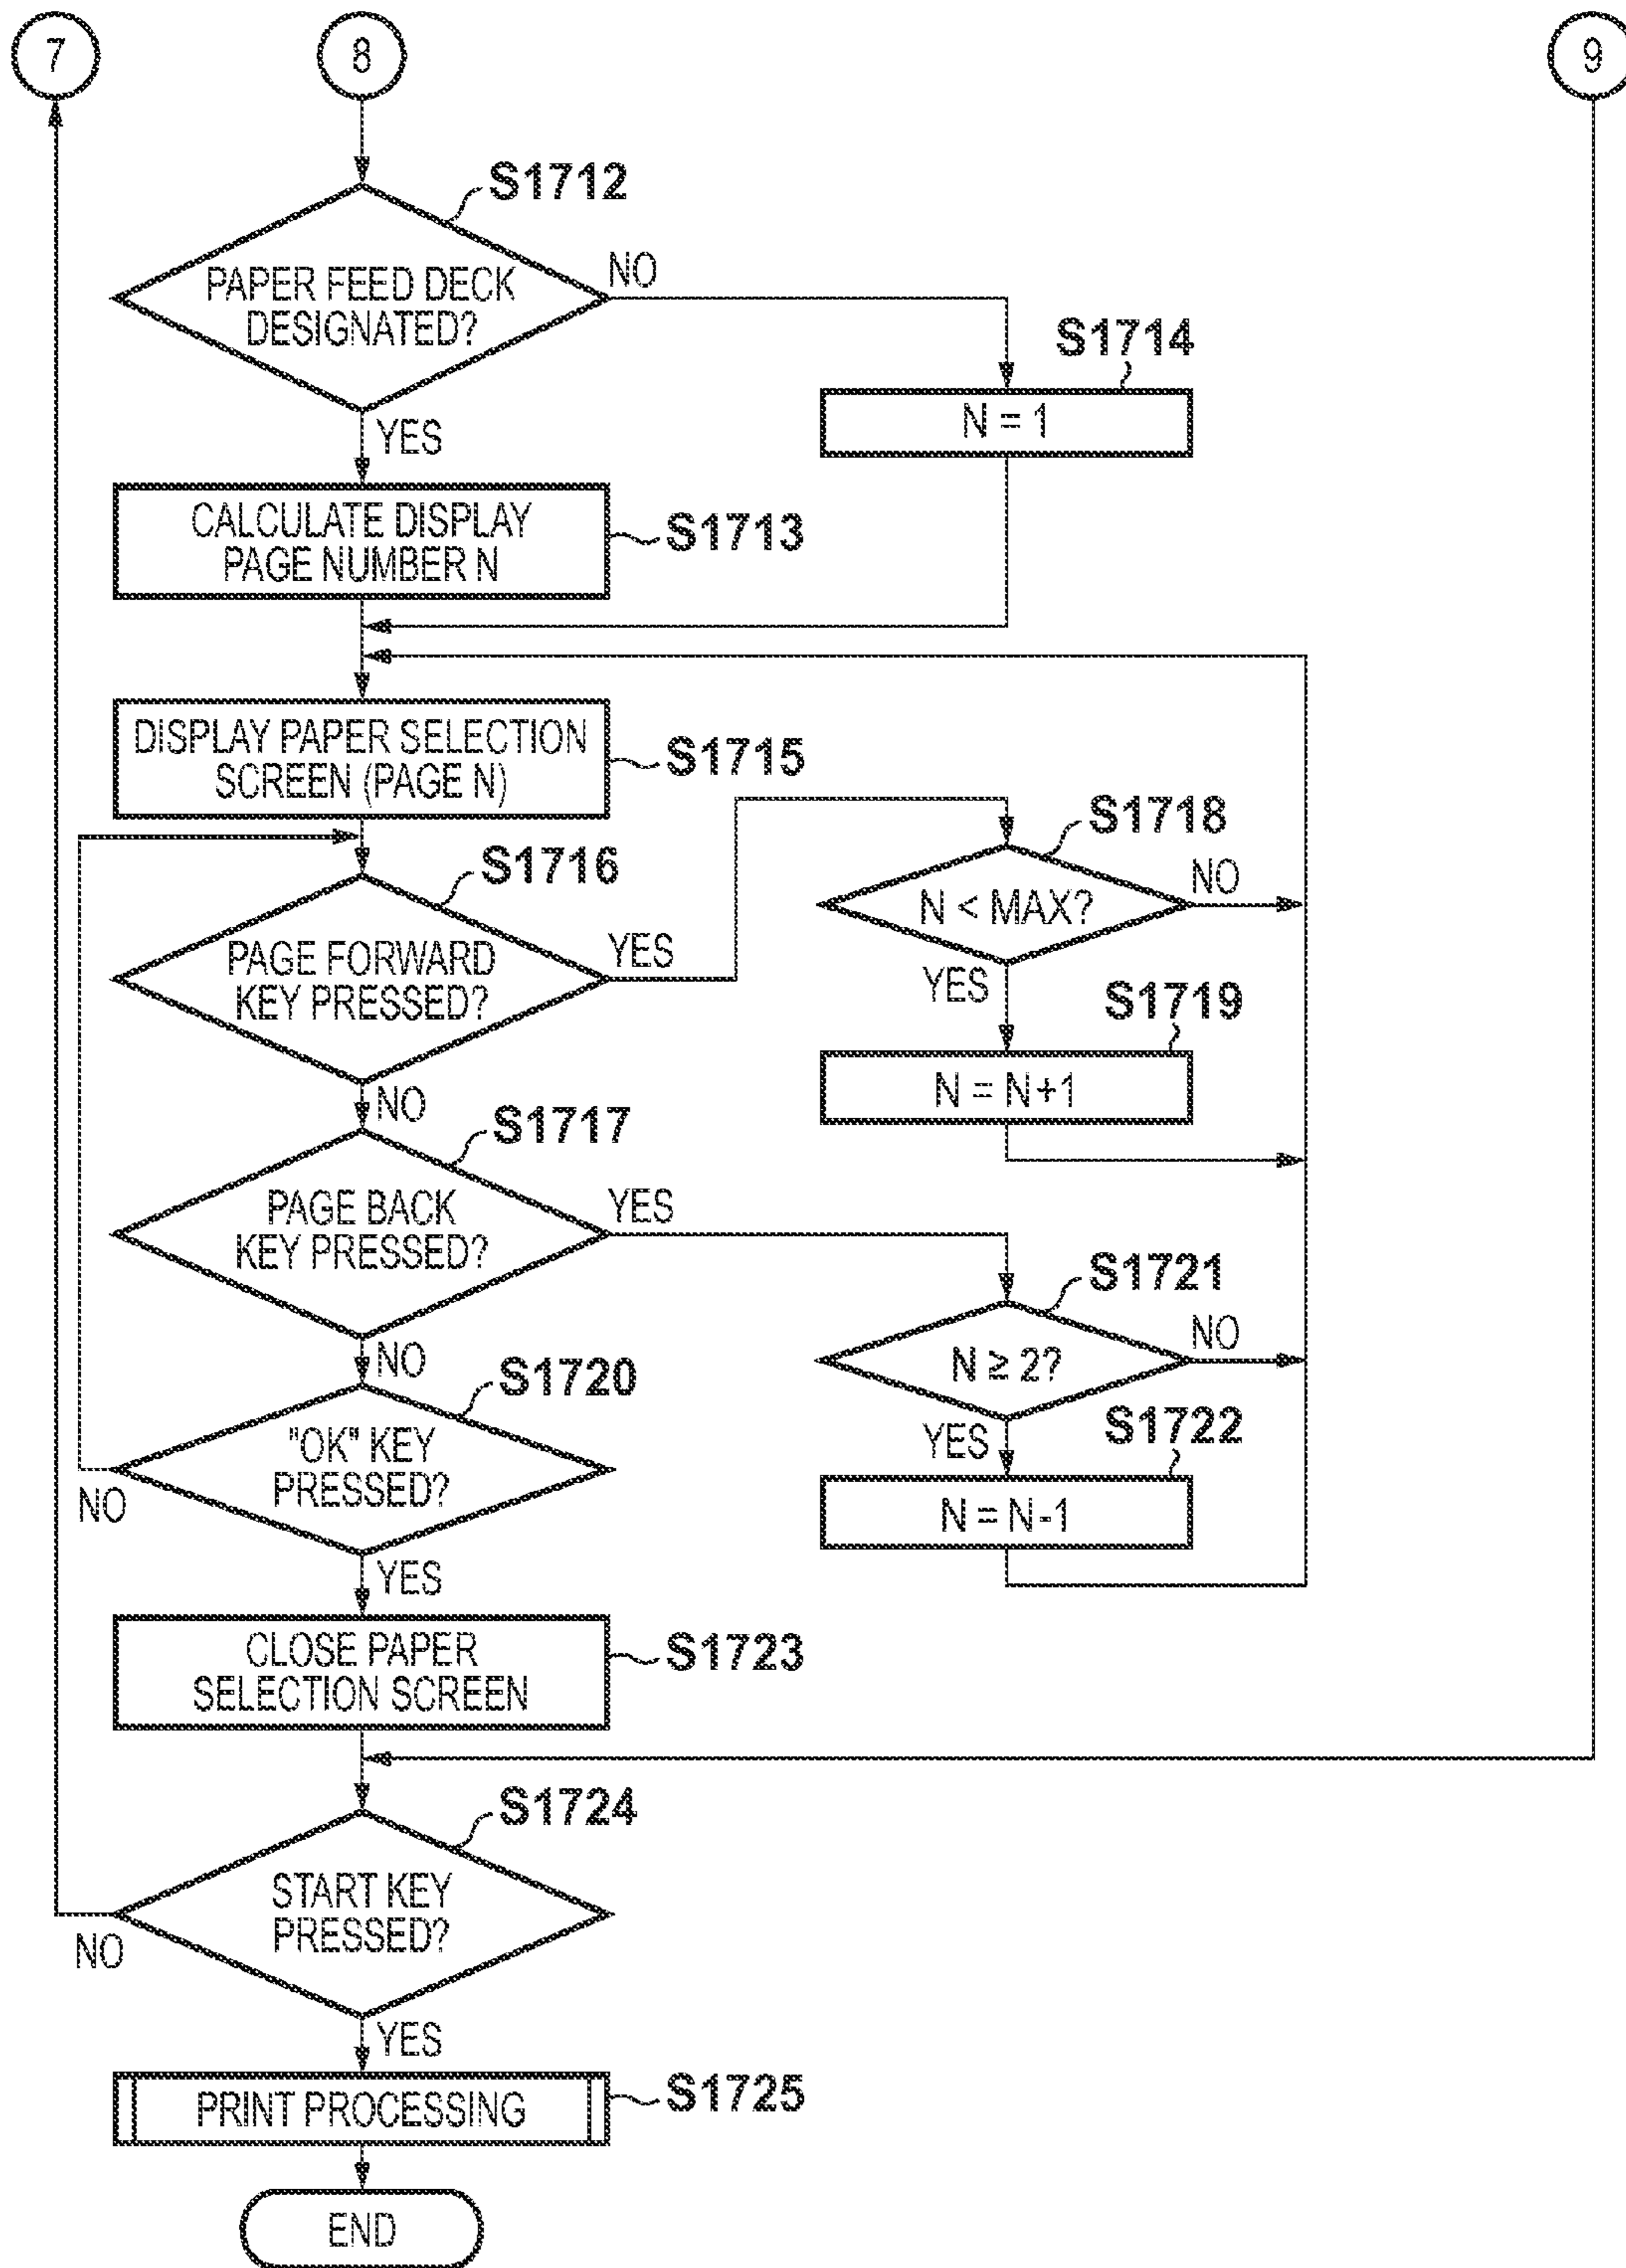 7
8
9
S1712
PAPER FEED DECK
DESIGNATED?
NO
S1714
N = 1
YES
CALCULATE DISPLAY
PAGE NUMBER N
S1713
DISPLAY PAPER SELECTION
SCREEN (PAGE N)
S1715
S1718
N < MAX?
NO
S1716
PAGE FORWARD
KEY PRESSED?
YES
YES
S1719
N = N+1
NO
S1717
PAGE BACK
KEY PRESSED?
YES
S1721
N ≥ 2?
NO
NO
S1720
"OK" KEY
PRESSED?
NO
YES
S1722
N = N-1
YES
CLOSE PAPER
SELECTION SCREEN
S1723
S1724
START KEY
PRESSED?
NO
YES
PRINT PROCESSING
S1725
END